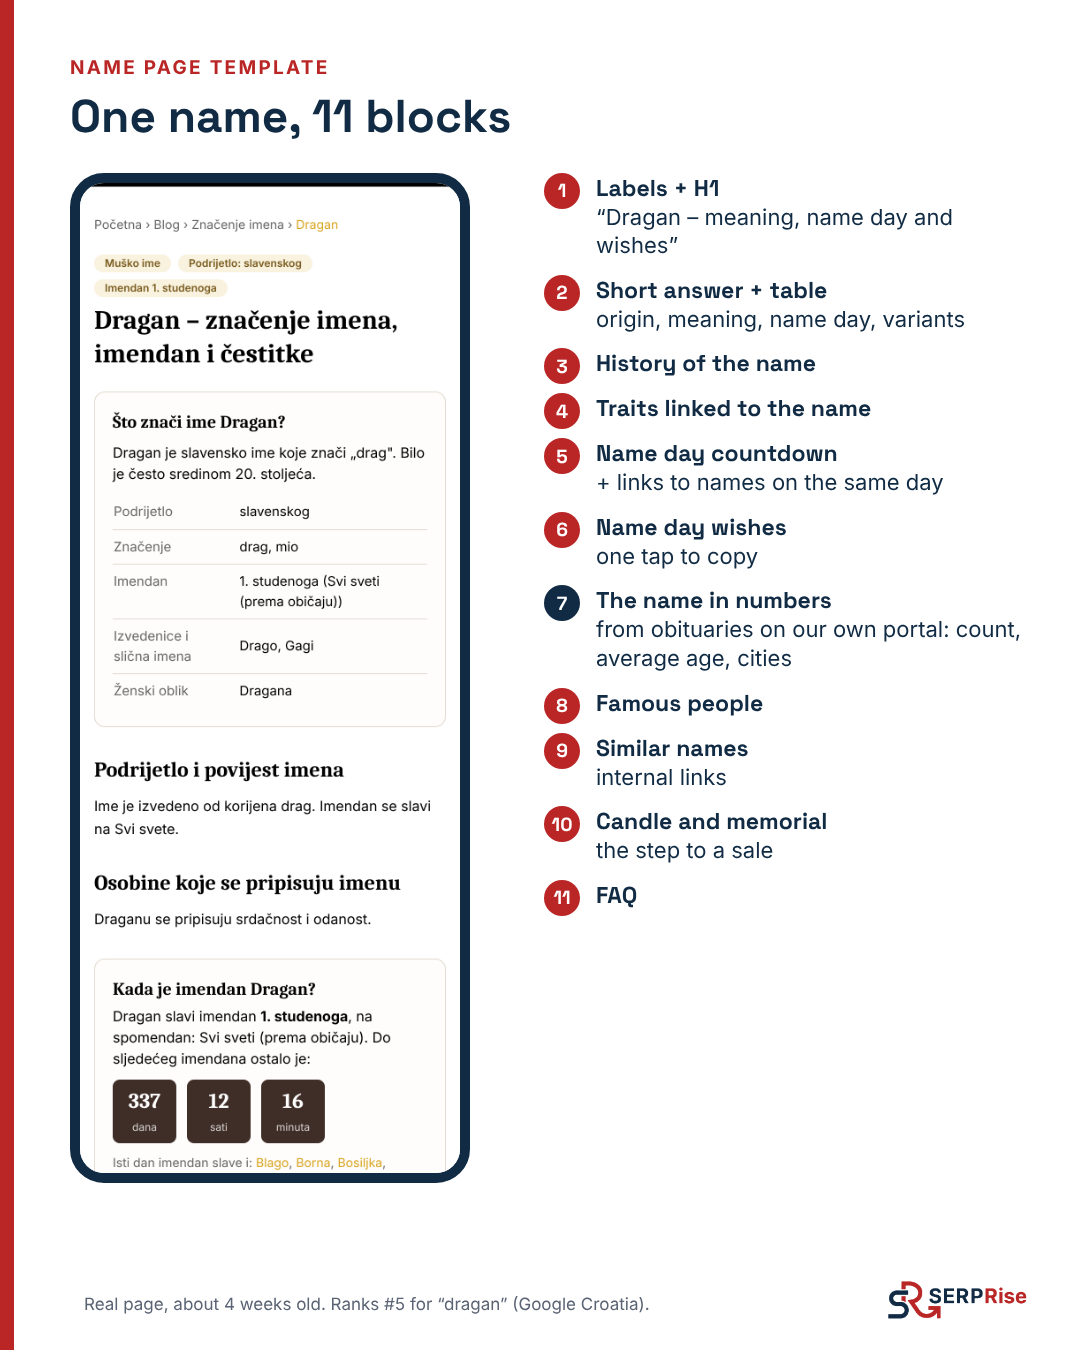 NAME PAGE TEMPLATE
One name, 11 blocks
Početna › Blog › Značenje imena › Dragan
Muško ime
Podrijetlo: slavenskog
Imendan 1. studenoga
Dragan – značenje imena,
imendan i čestitke
Što znači ime Dragan?
Dragan je slavensko ime koje znači „drag". Bilo
je često sredinom 20. stoljeća.
Podrijetlo slavenskog
Značenje drag, mio
Imendan 1. studenoga (Svi sveti
(prema običaju))
Izvedenice i
slična imena
Drago, Gagi
Ženski oblik Dragana
Podrijetlo i povijest imena
Ime je izvedeno od korijena drag. Imendan se slavi
na Svi svete.
Osobine koje se pripisuju imenu
Draganu se pripisuju srdačnost i odanost.
Kada je imendan Dragan?
Dragan slavi imendan 1. studenoga, na
spomendan: Svi sveti (prema običaju). Do
sljedećeg imendana ostalo je:
337 12 16
dana sati minuta
Isti dan imendan slave i: Blago, Borna, Bosiljka,
1 Labels + H1
“Dragan – meaning, name day and
wishes”
2 Short answer + table
origin, meaning, name day, variants
3 History of the name
4 Traits linked to the name
5 Name day countdown
+ links to names on the same day
6 Name day wishes
one tap to copy
7 The name in numbers
from obituaries on our own portal: count,
average age, cities
8 Famous people
9 Similar names
internal links
10 Candle and memorial
the step to a sale
11 FAQ
Real page, about 4 weeks old. Ranks #5 for “dragan” (Google Croatia).
SR SERPRise